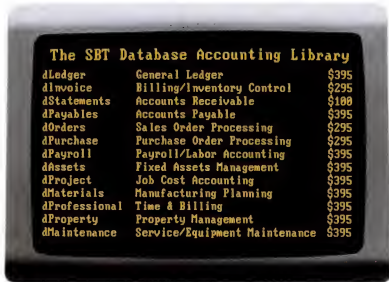 The SBT Database Accounting Library
dLedger General Ledger $395
dInvoice Billing/Inventory Control $295
dStatements Accounts Receivable $100
dPayables Accounts Payable $395
dOrders Sales Order Processing $295
dPurchase Purchase Order Processing $295
dPayroll Payroll/Labor Accounting $395
dAssets Fixed Assets Management $395
dProject Job Cost Accounting $395
dMaterials Manufacturing Planning $395
dProfessional Time & Billing $395
dProperty Property Management $395
dMaintenance Service/Equipment Maintenance $395